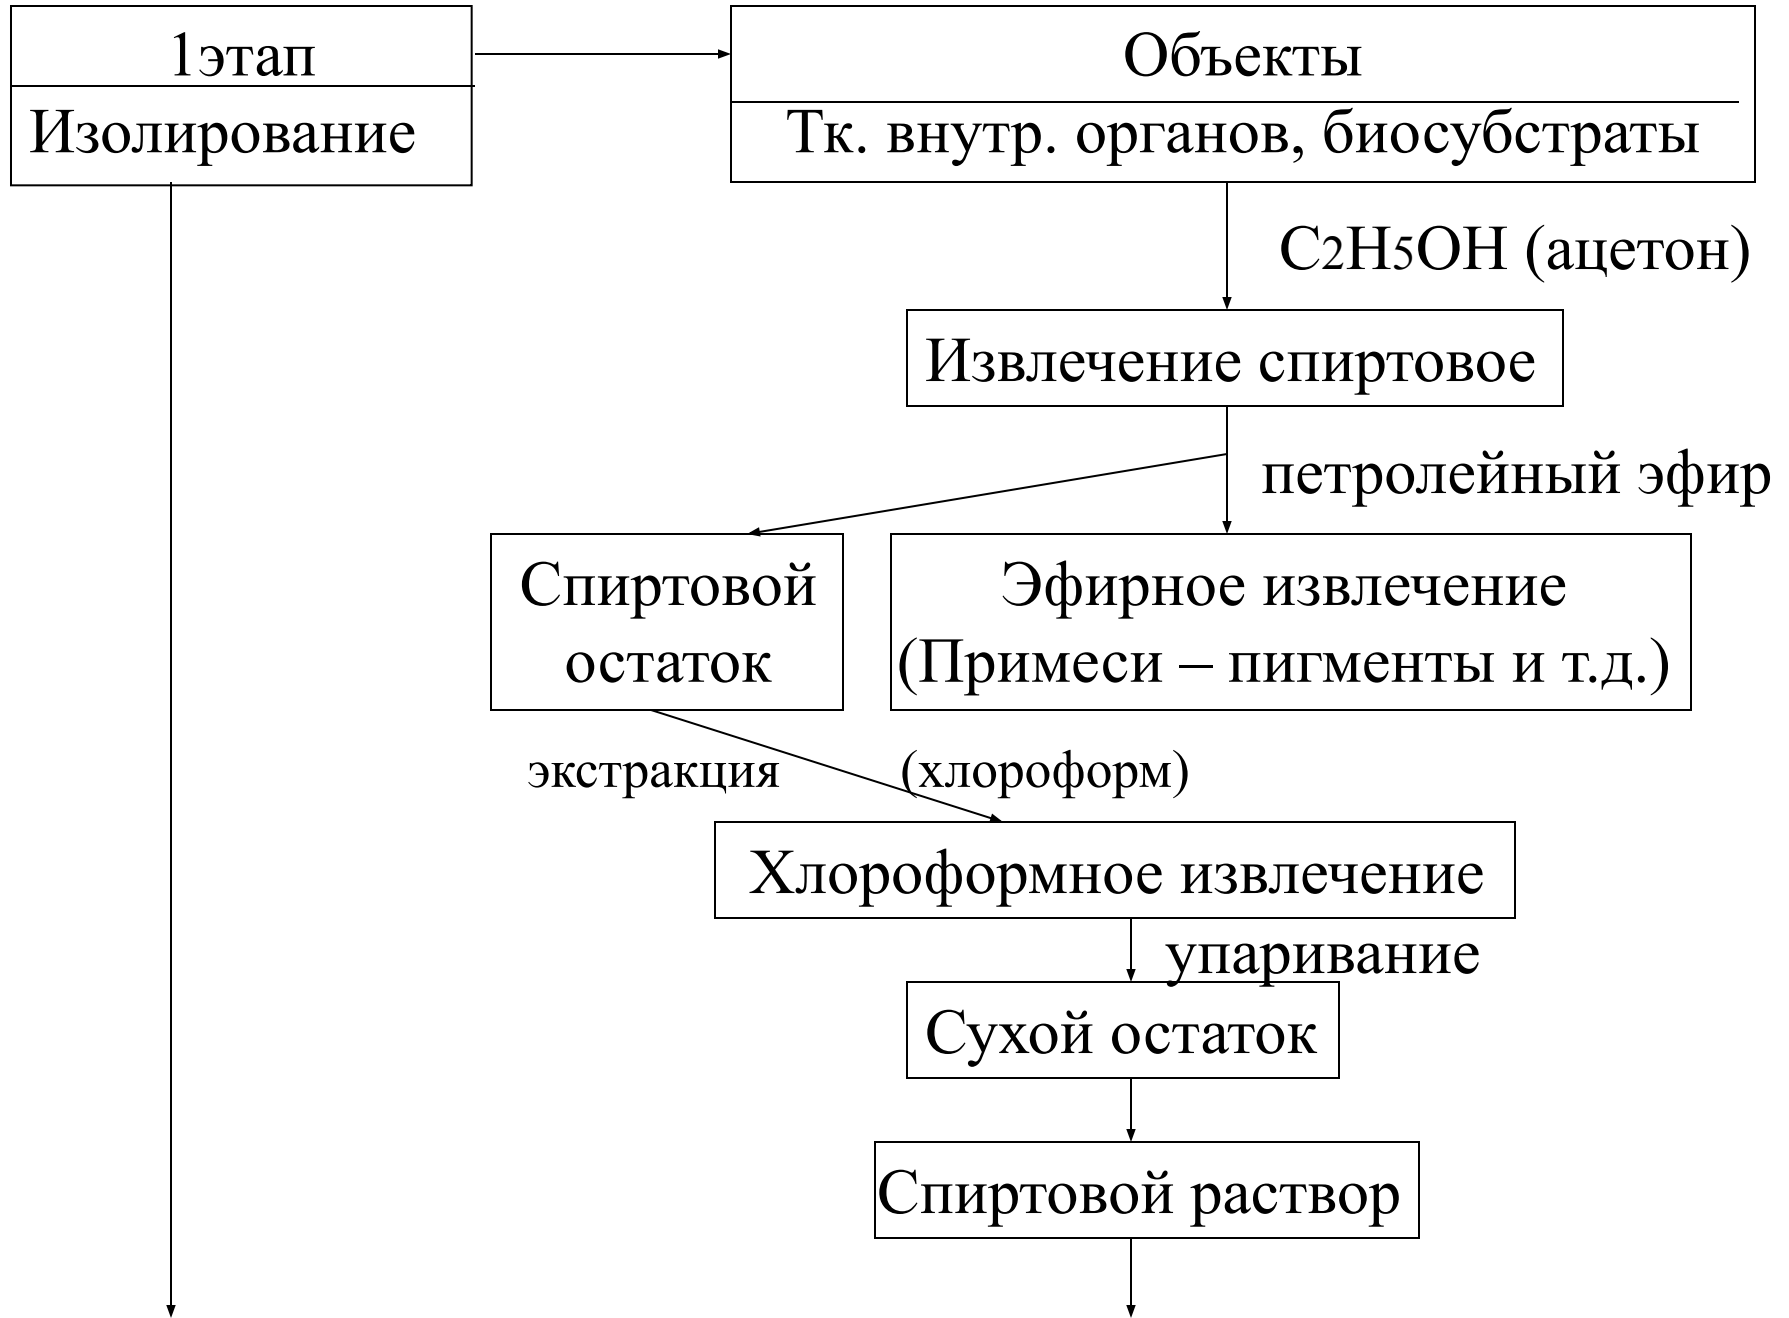 1этап
Изолирование
Объекты
Тк. внутр. органов, биосубстраты
С2Н5ОН (ацетон)
Извлечение спиртовое
петролейный эфир
Спиртовой
остаток
Эфирное извлечение
(Примеси – пигменты и т.д.)
экстракция (хлороформ)
Хлороформное извлечение
упаривание
Сухой остаток
Спиртовой раствор